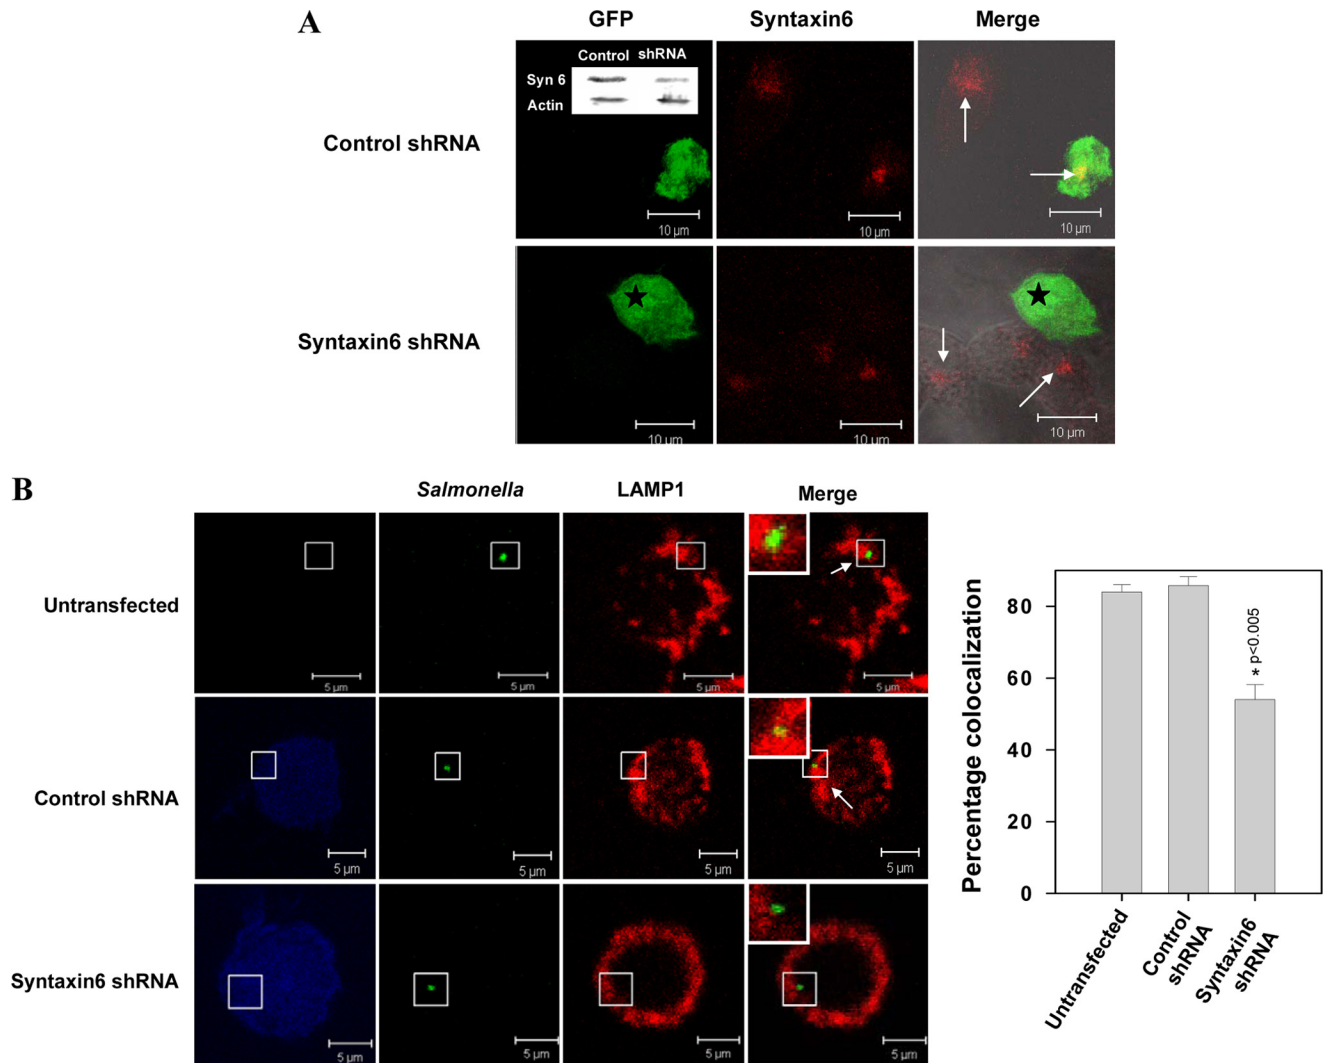 A
GFP
Syntaxin6
Merge
Control
shRNA
Syn 6
Actin
Control shRNA
10 µm
10 µm
10 µm
Syntaxin6 shRNA
10 µm
10 µm
10 µm
B
Salmonella
LAMP1
Merge
Untransfected
5 µm
5 µm
5 µm
5 µm
Control shRNA
5 µm
5 µm
5 µm
5 µm
Syntaxin6 shRNA
5 µm
5 µm
5 µm
5 µm
Percentage colocalization
80
60
40
20
0
* p<0.005
Untransfected
Control
shRNA
Syntaxin6
shRNA